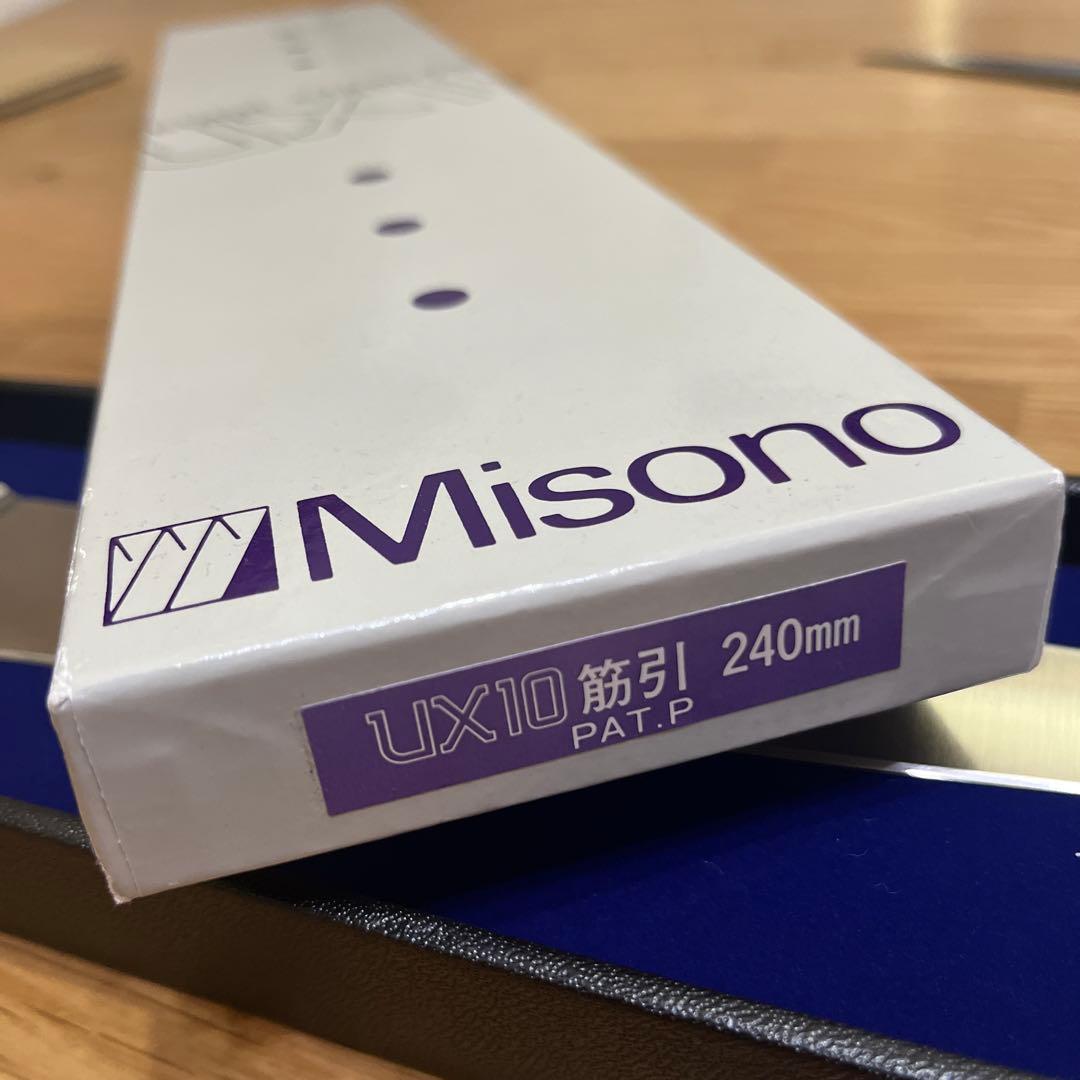 Misono
UX10 筋引 240mm
PAT.P